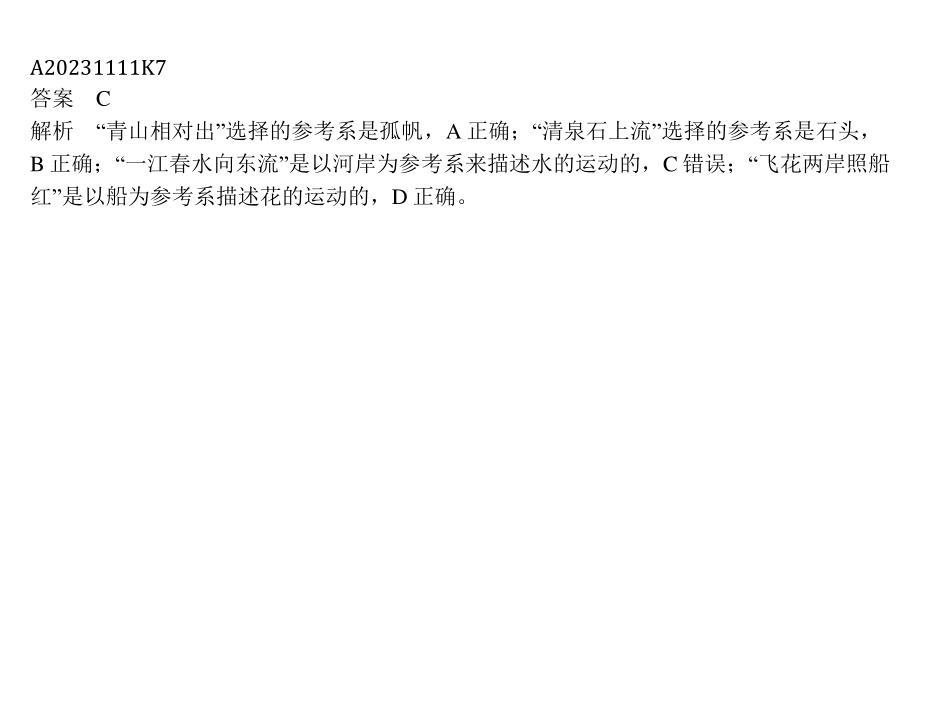 A20231111K7
答案　C
解析　“青山相对出”选择的参考系是孤帆，A 正确；“清泉石上流”选择的参考系是石头，
B 正确；“一江春水向东流”是以河岸为参考系来描述水的运动的，C 错误；“飞花两岸照船
红”是以船为参考系描述花的运动的，D 正确。